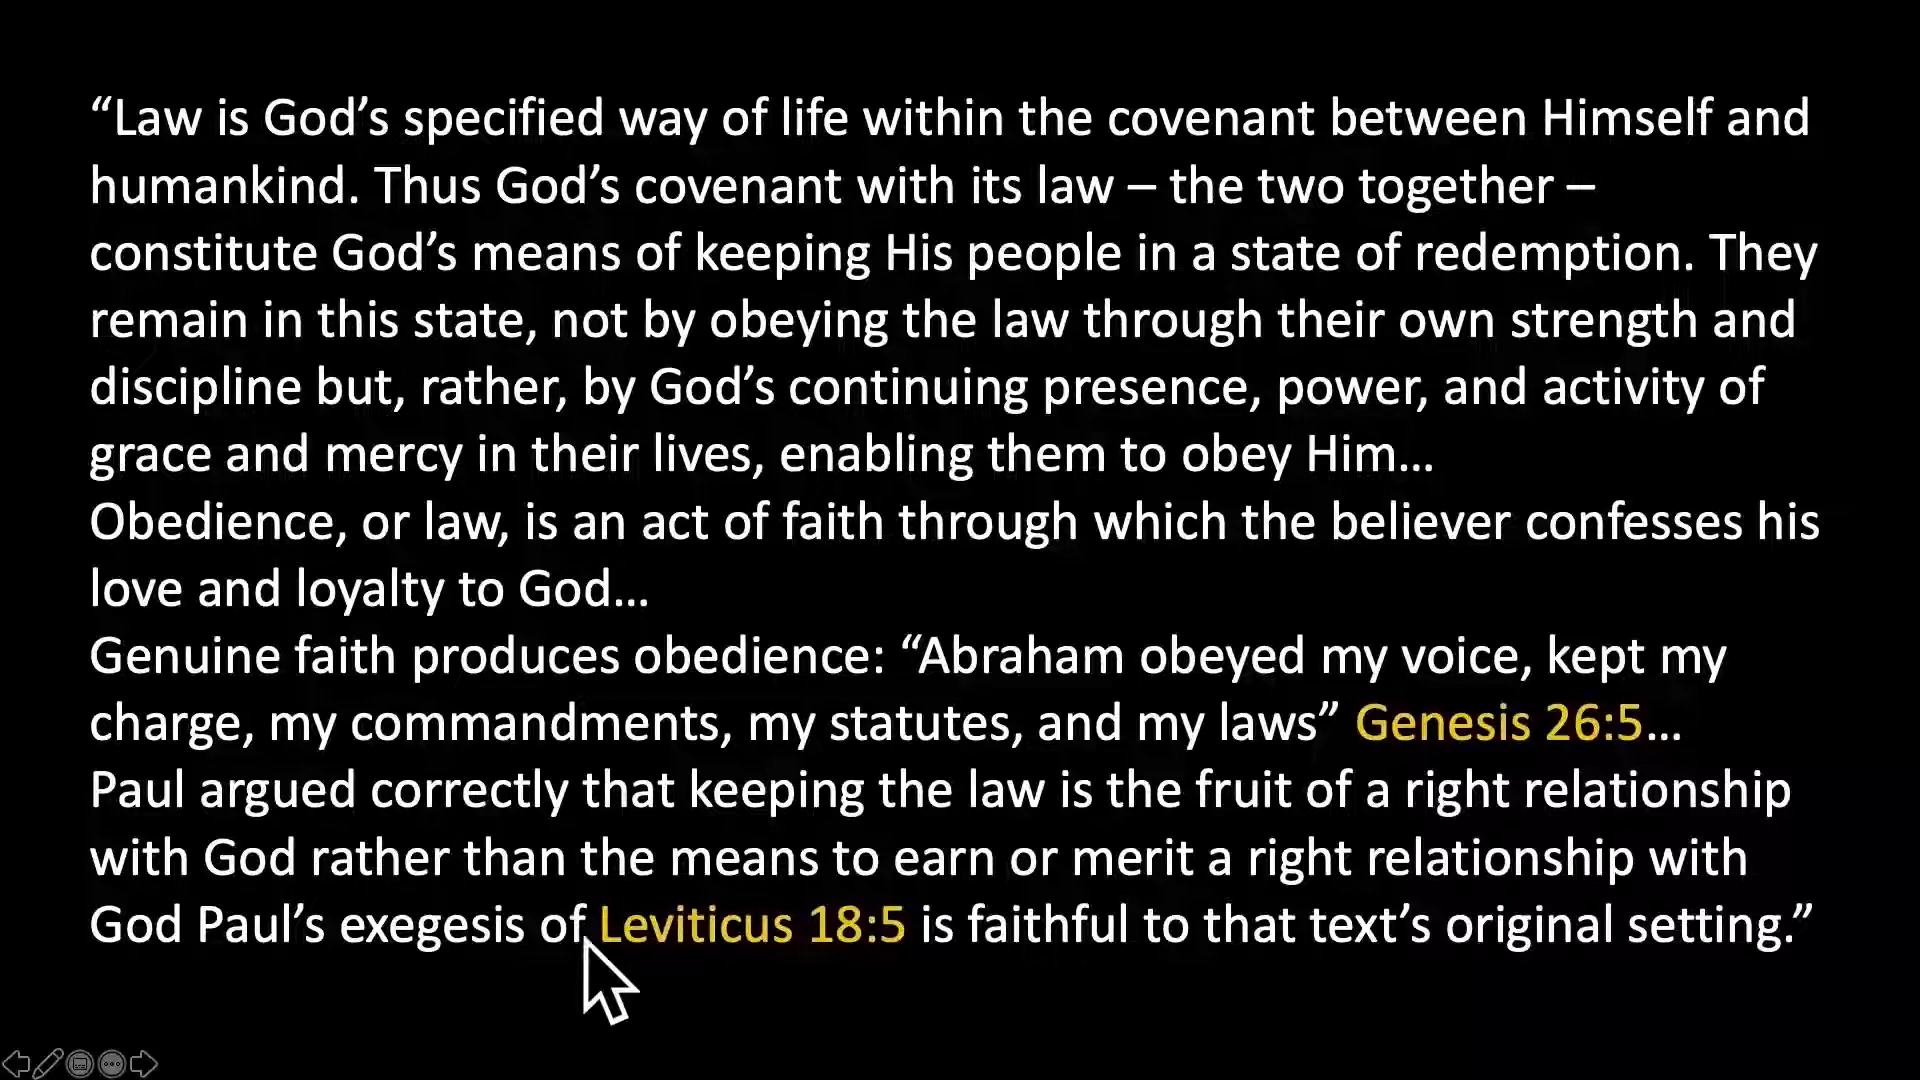 “Law is God’s specified way of life within the covenant between Himself and
humankind. Thus God’s covenant with its law – the two together –
constitute God’s means of keeping His people in a state of redemption. They
remain in this state, not by obeying the law through their own strength and
discipline but, rather, by God’s continuing presence, power, and activity of
grace and mercy in their lives, enabling them to obey Him…
Obedience, or law, is an act of faith through which the believer confesses his
love and loyalty to God…
Genuine faith produces obedience: “Abraham obeyed my voice, kept my
charge, my commandments, my statutes, and my laws” Genesis 26:5…
Paul argued correctly that keeping the law is the fruit of a right relationship
with God rather than the means to earn or merit a right relationship with
God Paul’s exegesis of Leviticus 18:5 is faithful to that text’s original setting.”